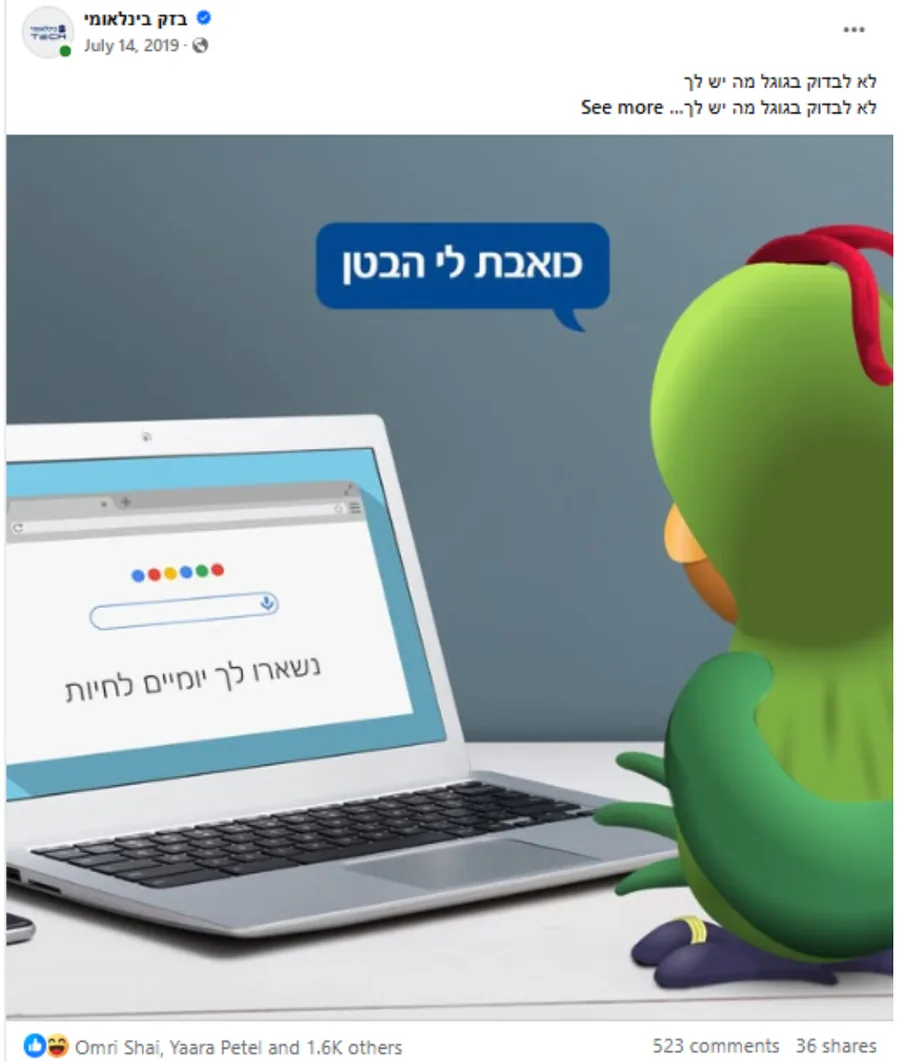 בזק בינלאומי
July 14, 2019 ·
לא לבדוק בגוגל מה יש לך
לא לבדוק בגוגל מה יש לך... See more
כואבת לי הבטן
נשארו לך יומיים לחיות
Omri Shai, Yaara Petel and 1.6K others
523 comments 36 shares